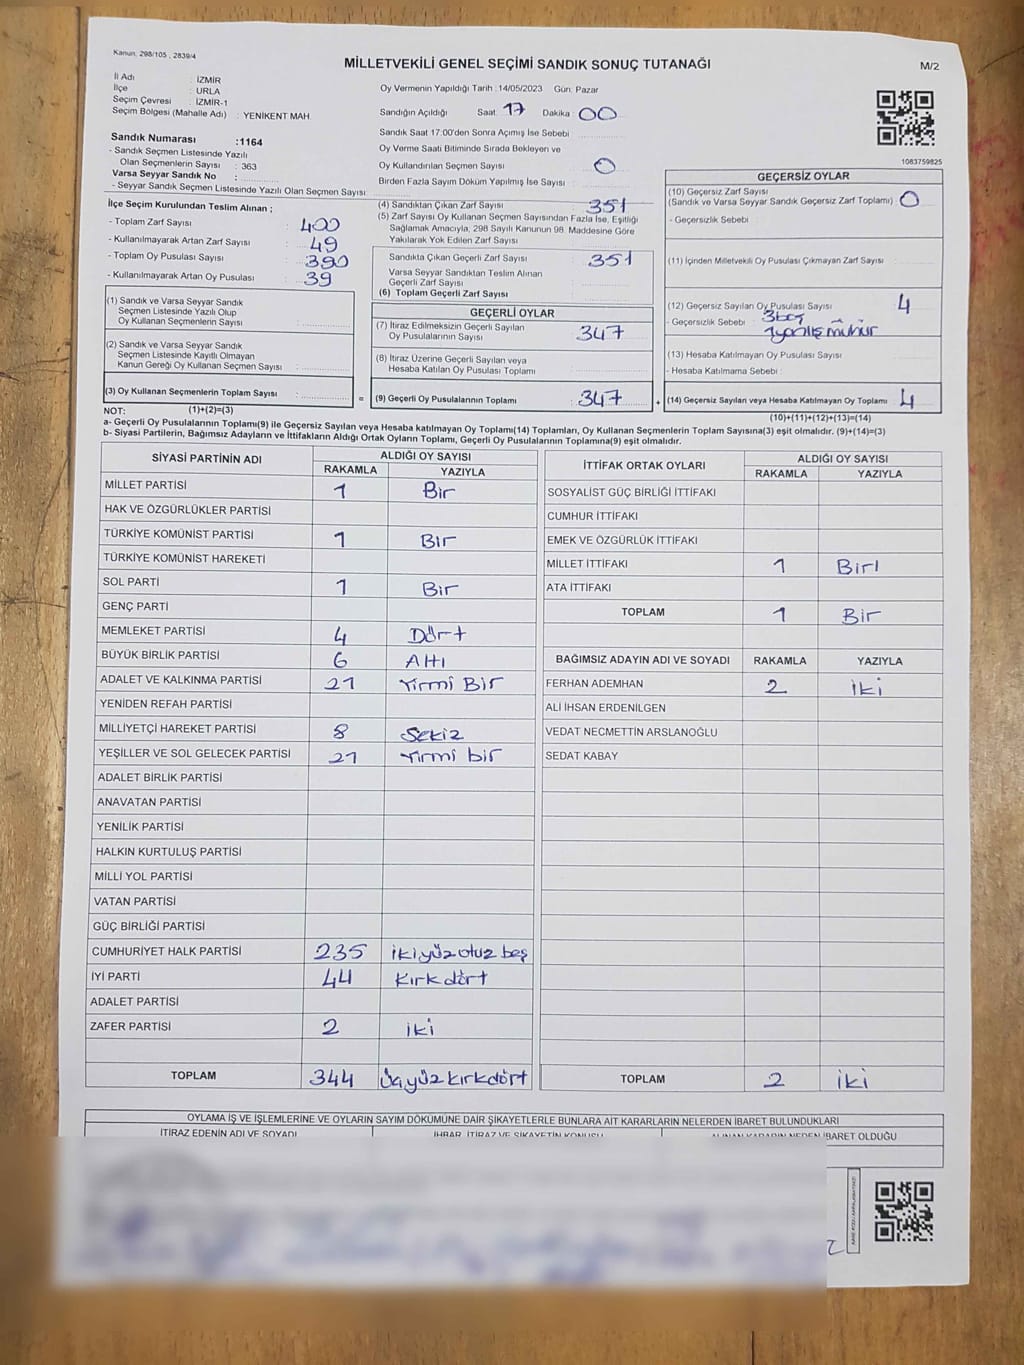 Kanun, 298/105 , 2839/4
MİLLETVEKİLİ GENEL SEÇİMİ SANDIK SONUÇ TUTANAĞI
M/2
İl Adı : İZMİR
İlçe : URLA
Seçim Çevresi : İZMİR-1
Seçim Bölgesi (Mahalle Adı) : YENİKENT MAH.
Sandık Numarası :1164
- Sandık Seçmen Listesinde Yazılı
Olan Seçmenlerin Sayısı : 363
Varsa Seyyar Sandık No :
- Seyyar Sandık Seçmen Listesinde Yazılı Olan Seçmen Sayısı
Oy Vermenin Yapıldığı Tarih :14/05/2023 Gün: Pazar
Sandığın Açıldığı Saat: 17 Dakika : 00
Sandık Saat 17:00'den Sonra Açımış İse Sebebi
Oy Verme Saati Bitiminde Sırada Bekleyen ve
Oy Kullandırılan Seçmen Sayısı 0
Birden Fazla Sayım Döküm Yapılmış İse Sayısı
1083759825
İlçe Seçim Kurulundan Teslim Alınan ;
- Toplam Zarf Sayısı : 400
- Kullanılmayarak Artan Zarf Sayısı : 49
- Toplam Oy Pusulası Sayısı : 390
- Kullanılmayarak Artan Oy Pusulası : 39
(1) Sandık ve Varsa Seyyar Sandık
Seçmen Listesinde Yazılı Olup
Oy Kullanan Seçmenlerin Sayısı :
(2) Sandık ve Varsa Seyyar Sandık
Seçmen Listesinde Kayıtlı Olmayan
Kanun Gereği Oy Kullanan Seçmen Sayısı :
(3) Oy Kullanan Seçmenlerin Toplam Sayısı :
(1)+(2)=(3)
(4) Sandıktan Çıkan Zarf Sayısı : 351
(5) Zarf Sayısı Oy Kullanan Seçmen Sayısından Fazla İse, Eşitliği
Sağlamak Amacıyla, 298 Sayılı Kanunun 98. Maddesine Göre
Yakılarak Yok Edilen Zarf Sayısı
Sandıkta Çıkan Geçerli Zarf Sayısı : 351
Varsa Seyyar Sandıktan Teslim Alınan
Geçerli Zarf Sayısı
(6) Toplam Geçerli Zarf Sayısı
GEÇERLİ OYLAR
(7) İtiraz Edilmeksizin Geçerli Sayılan
Oy Pusulalarının Sayısı : 347
(8) İtiraz Üzerine Geçerli Sayılan veya
Hesaba Katılan Oy Pusulası Toplamı
= (9) Geçerli Oy Pusulalarının Toplamı : 347 +
GEÇERSİZ OYLAR
(10) Geçersiz Zarf Sayısı
(Sandık ve Varsa Seyyar Sandık Geçersiz Zarf Toplamı) : 0
- Geçersizlik Sebebi :
(11) İçinden Milletvekili Oy Pusulası Çıkmayan Zarf Sayısı
(12) Geçersiz Sayılan Oy Pusulası Sayısı 4
- Geçersizlik Sebebi : 3 boş
1 yanlış mühür
(13) Hesaba Katılmayan Oy Pusulası Sayısı
- Hesaba Katılmama Sebebi :
(14) Geçersiz Sayılan veya Hesaba Katılmayan Oy Toplamı 4
(10)+(11)+(12)+(13)=(14)
NOT:
a- Geçerli Oy Pusulalarının Toplamı(9) ile Geçersiz Sayılan veya Hesaba katılmayan Oy Toplamı(14) Toplamları, Oy Kullanan Seçmenlerin Toplam Sayısına(3) eşit olmalıdır. (9)+(14)=(3)
b- Siyasi Partilerin, Bağımsız Adayların ve İttifakların Aldığı Ortak Oyların Toplamı, Geçerli Oy Pusulalarının Toplamına(9) eşit olmalıdır.
SİYASİ PARTİNİN ADI ALDIĞI OY SAYISI
RAKAMLA YAZIYLA
MİLLET PARTİSİ 1 Bir
HAK VE ÖZGÜRLÜKLER PARTİSİ
TÜRKİYE KOMÜNİST PARTİSİ 1 Bir
TÜRKİYE KOMÜNİST HAREKETİ
SOL PARTİ 1 Bir
GENÇ PARTİ
MEMLEKET PARTİSİ 4 Dört
BÜYÜK BİRLİK PARTİSİ 6 Altı
ADALET VE KALKINMA PARTİSİ 21 Yirmi Bir
YENİDEN REFAH PARTİSİ
MİLLİYETÇİ HAREKET PARTİSİ 8 Sekiz
YEŞİLLER VE SOL GELECEK PARTİSİ 21 Yirmi bir
ADALET BİRLİK PARTİSİ
ANAVATAN PARTİSİ
YENİLİK PARTİSİ
HALKIN KURTULUŞ PARTİSİ
MİLLİ YOL PARTİSİ
VATAN PARTİSİ
GÜÇ BİRLİĞİ PARTİSİ
CUMHURİYET HALK PARTİSİ 235 ikiyüz otuz beş
İYİ PARTİ 44 Kırk dört
ADALET PARTİSİ
ZAFER PARTİSİ 2 iki
TOPLAM 344 Üçyüz kırk dört
İTTİFAK ORTAK OYLARI ALDIĞI OY SAYISI
RAKAMLA YAZIYLA
SOSYALİST GÜÇ BİRLİĞİ İTTİFAKI
CUMHUR İTTİFAKI
EMEK VE ÖZGÜRLÜK İTTİFAKI
MİLLET İTTİFAKI 1 Biri
ATA İTTİFAKI
TOPLAM 1 Bir
BAĞIMSIZ ADAYIN ADI VE SOYADI RAKAMLA YAZIYLA
FERHAN ADEMHAN 2 iki
ALİ İHSAN ERDENİLGEN
VEDAT NECMETTİN ARSLANOĞLU
SEDAT KABAY
TOPLAM 2 iki
OYLAMA İŞ VE İŞLEMLERİNE VE OYLARIN SAYIM DÖKÜMÜNE DAİR ŞİKAYETLERLE BUNLARA AİT KARARLARIN NELERDEN İBARET BULUNDUKLARI
İTİRAZ EDENİN ADI VE SOYADI İHBAR, İTİRAZ VE ŞİKAYETİN KONUSU ALINAN KARARIN NEDEN İBARET OLDUĞU